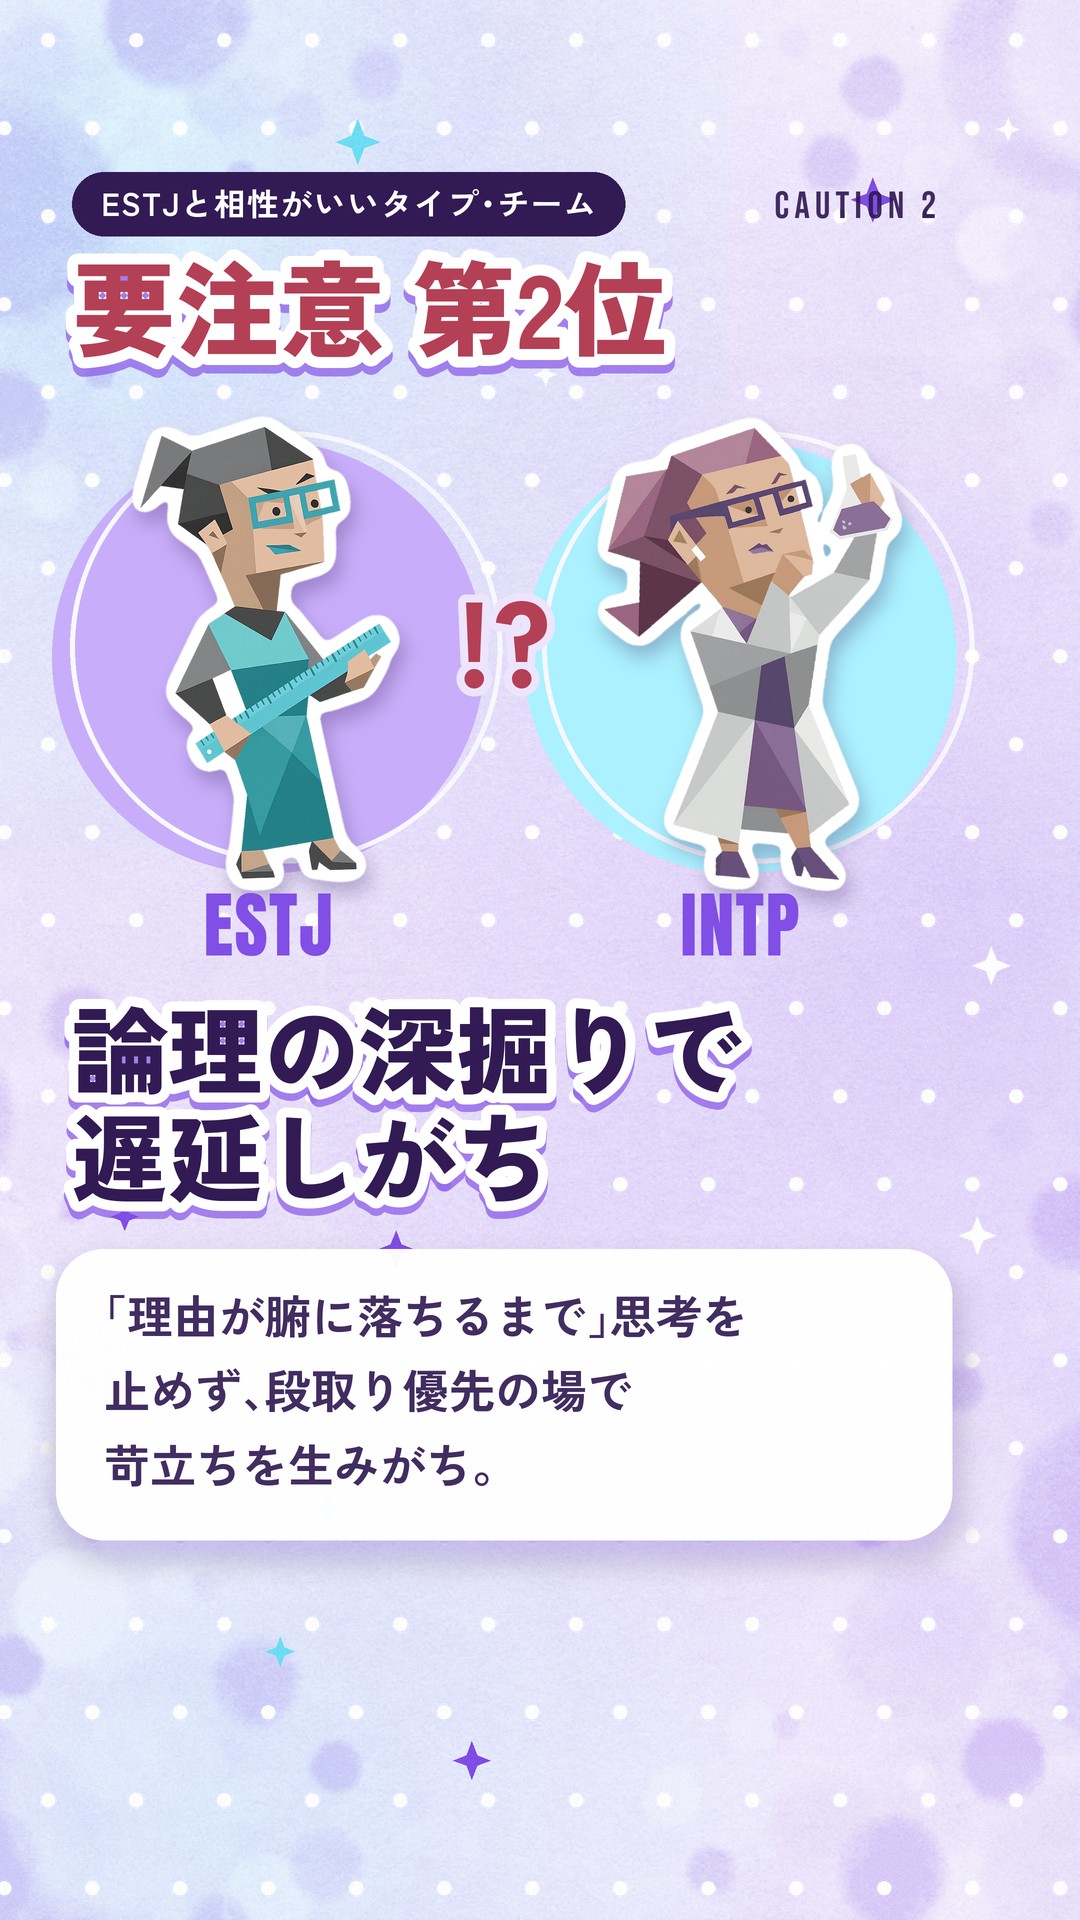 ESTJと相性がいいタイプ・チーム
CAUTION 2
要注意 第2位
!?
ESTJ
INTP
論理の深掘りで
遅延しがち
「理由が腑に落ちるまで」思考を
止めず、段取り優先の場で
苛立ちを生みがち。